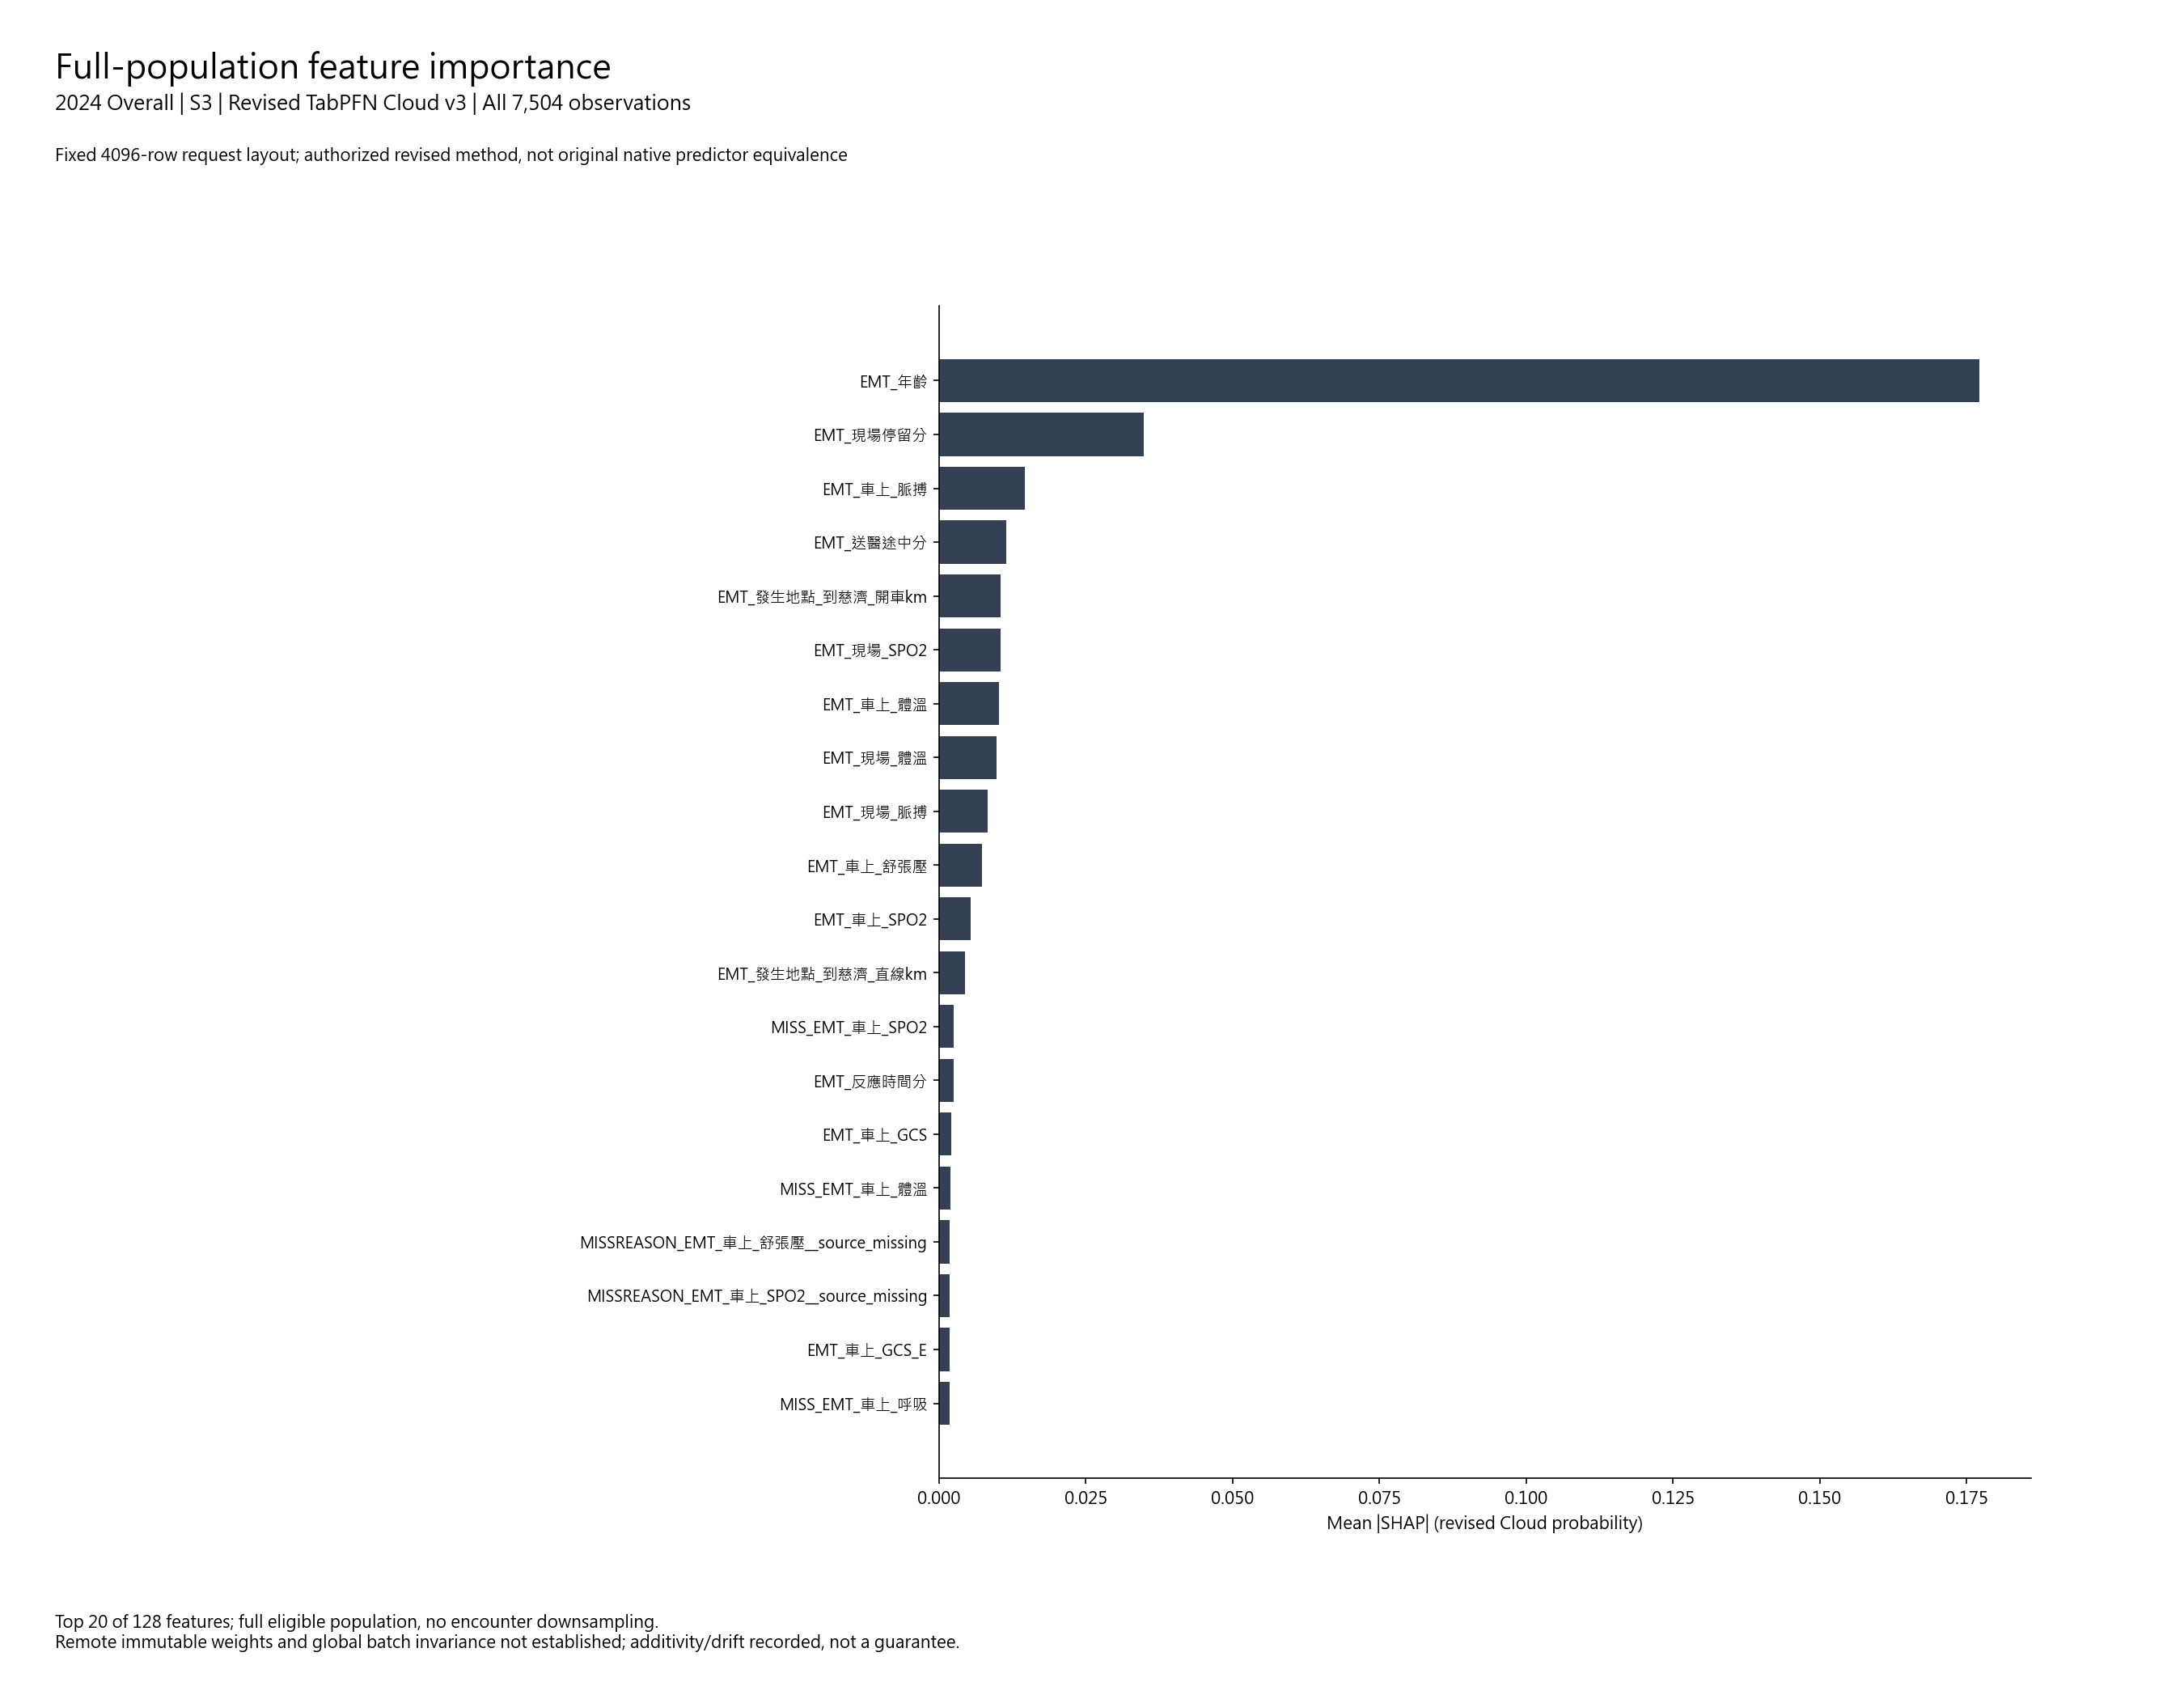 Full-population feature importance
2024 Overall | S3 | Revised TabPFN Cloud v3 | All 7,504 observations
Fixed 4096-row request layout; authorized revised method, not original native predictor equivalence
EMT_年齡
EMT_現場停留分
EMT_車上_脈搏
EMT_送醫途中分
EMT_發生地點_到慈濟_開車km
EMT_現場_SPO2
EMT_車上_體溫
EMT_現場_體溫
EMT_現場_脈搏
EMT_車上_舒張壓
EMT_車上_SPO2
EMT_發生地點_到慈濟_直線km
MISS_EMT_車上_SPO2
EMT_反應時間分
EMT_車上_GCS
MISS_EMT_車上_體溫
MISSREASON_EMT_車上_舒張壓__source_missing
MISSREASON_EMT_車上_SPO2__source_missing
EMT_車上_GCS_E
MISS_EMT_車上_呼吸
0.000 0.025 0.050 0.075 0.100 0.125 0.150 0.175
Mean |SHAP| (revised Cloud probability)
Top 20 of 128 features; full eligible population, no encounter downsampling.
Remote immutable weights and global batch invariance not established; additivity/drift recorded, not a guarantee.